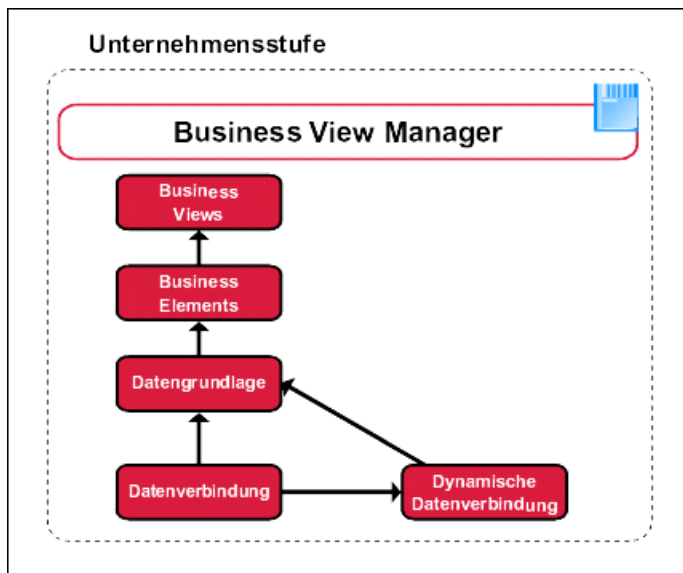 Unternehmensstufe
Business View Manager
Business
Views
Business
Elements
Datengrundlage
Datenverbindung
Dynamische
Datenverbindung